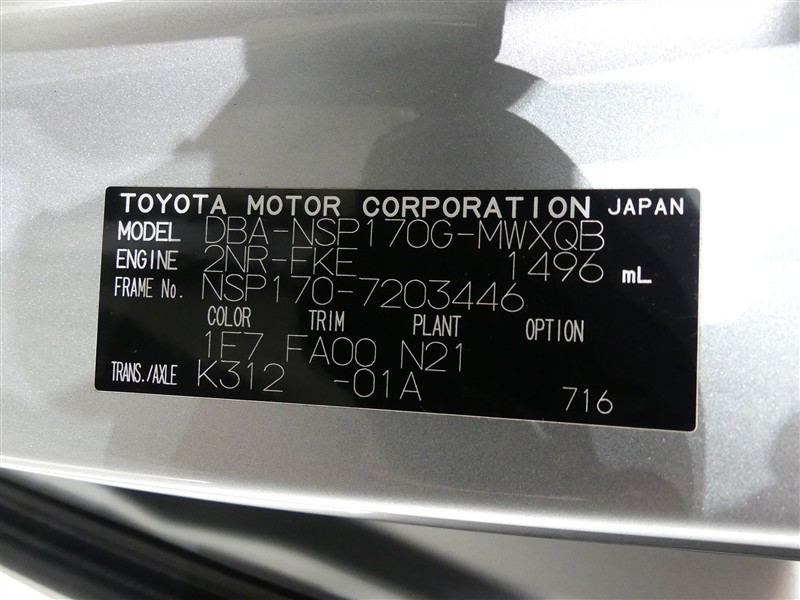 TOYOTA MOTOR CORPORATION JAPAN
MODEL DBA-NSP170G-MWXQB
ENGINE 2NR-FKE 1496 mL
FRAME No. NSP170-7203446
COLOR TRIM PLANT OPTION
1F7 FA00 N21
TRANS./AXLE K312 -01A
716